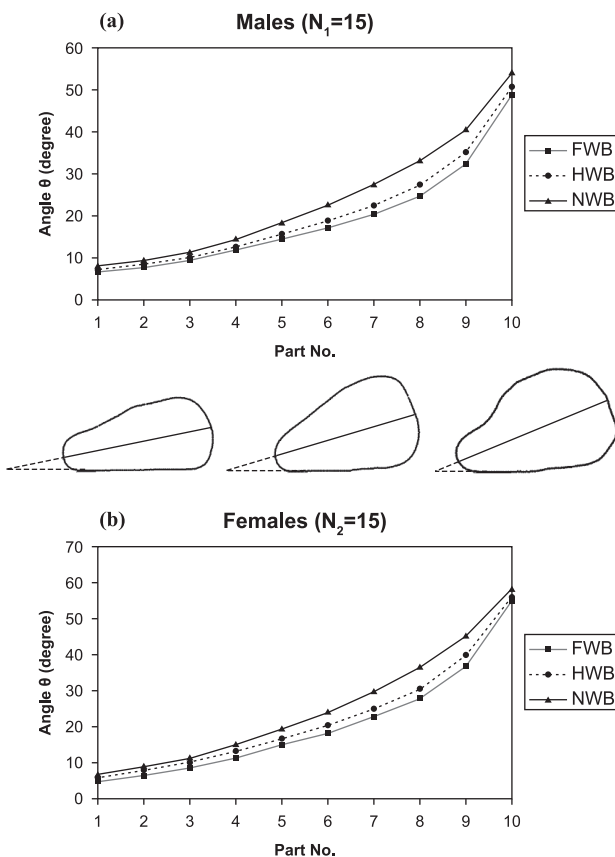 (a) Males (N₁=15)
Angle θ (degree)
60
50
40
30
20
10
0
1 2 3 4 5 6 7 8 9 10
Part No.
FWB
HWB
NWB
(b) Females (N₂=15)
Angle θ (degree)
70
60
50
40
30
20
10
0
1 2 3 4 5 6 7 8 9 10
Part No.
FWB
HWB
NWB